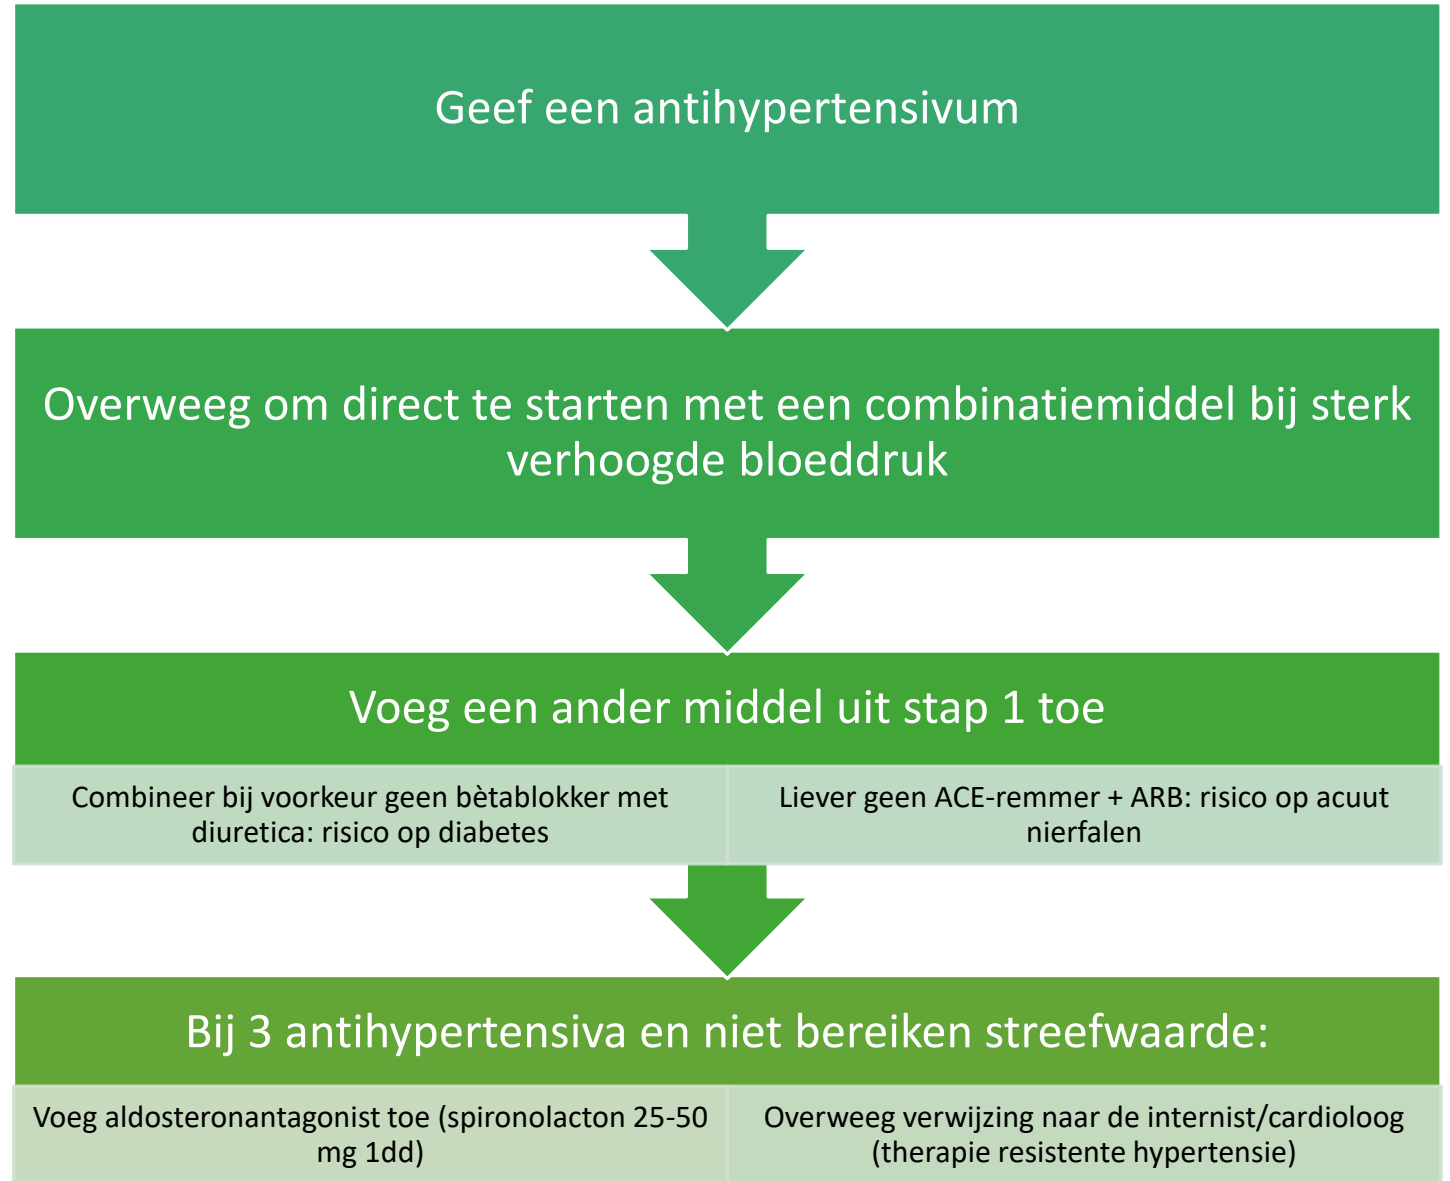 Geef een antihypertensivum
Overweeg om direct te starten met een combinatiemiddel bij sterk
verhoogde bloeddruk
Voeg een ander middel uit stap 1 toe
Combineer bij voorkeur geen bètablokker met
diuretica: risico op diabetes
Liever geen ACE-remmer + ARB: risico op acuut
nierfalen
Bij 3 antihypertensiva en niet bereiken streefwaarde:
Voeg aldosteronantagonist toe (spironolacton 25-50
mg 1dd)
Overweeg verwijzing naar de internist/cardioloog
(therapie resistente hypertensie)